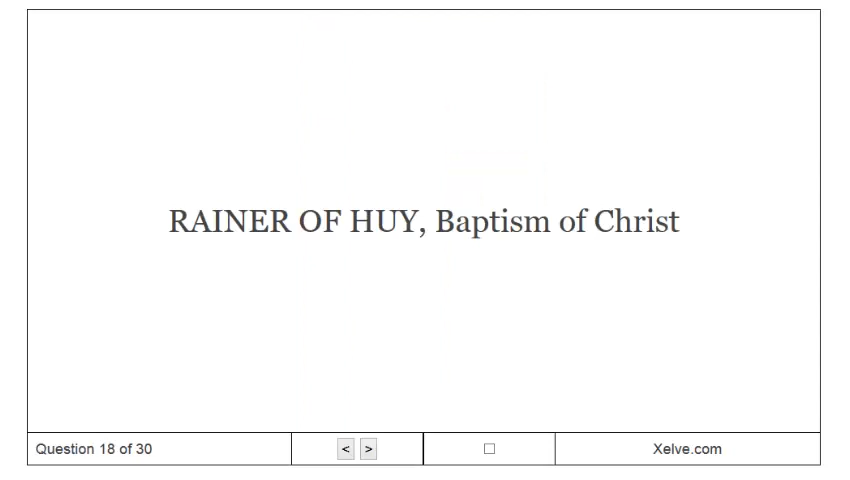 RAINER OF HUY, Baptism of Christ
Question 18 of 30 < > Xelve.com